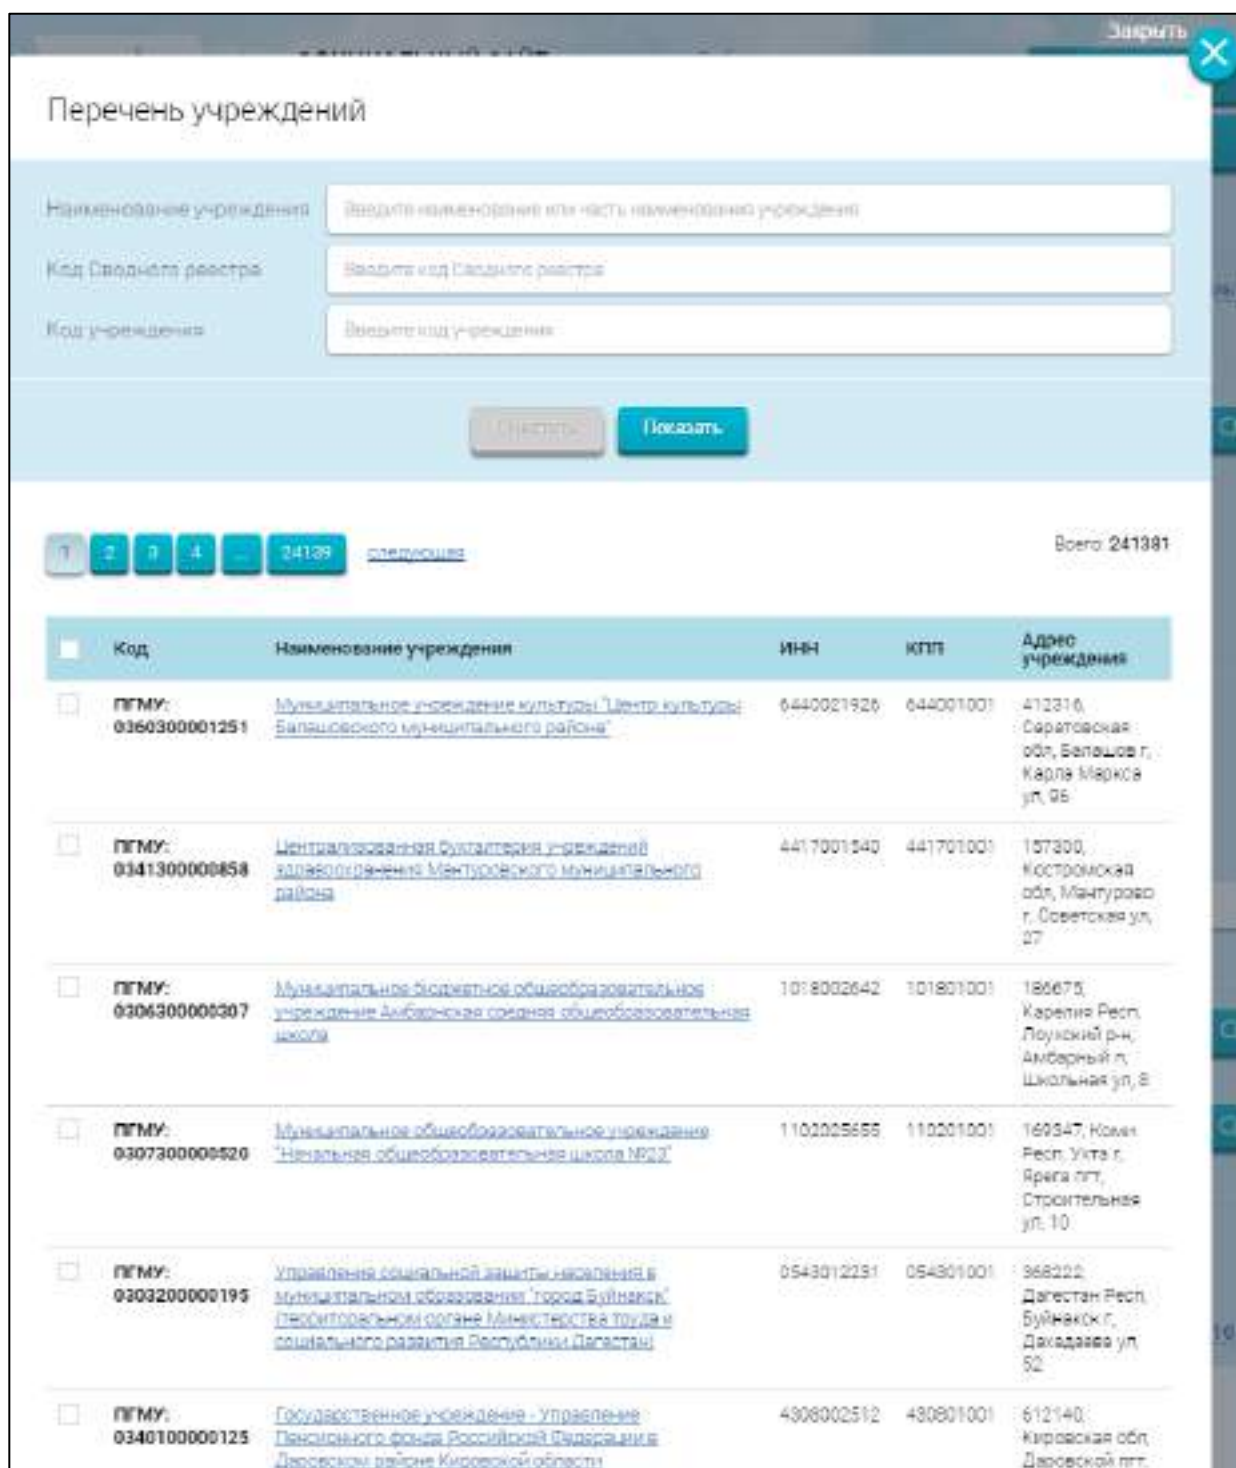 Закрыть
Перечень учреждений
Наименование учреждения Введите наименование или часть наименования учреждения
Код Сводного реестра Введите код Сводного реестра
Код учреждения Введите код учреждения
Очистить Показать
1 2 3 4 ... 24139 следующая Всего: 241381
Код Наименование учреждения ИНН КПП Адрес учреждения
ПГМУ: 0360300001251
Муниципальное учреждение культуры "Центр культуры
Балашовского муниципального района"
6440021926 644001001
412316,
Саратовская
обл, Балашов г,
Карла Маркса
ул, 96
ПГМУ: 0341300000858
Централизованная бухгалтерия учреждений
здравоохранения Мантуровского муниципального
района
4417001540 441701001
157300,
Костромская
обл, Мантурово
г, Советская ул,
27
ПГМУ: 0306300000307
Муниципальное бюджетное общеобразовательное
учреждение Амбарнская средняя общеобразовательная
школа
1018002642 101801001
186675,
Карелия Респ,
Лоухский р-н,
Амбарный п,
Школьная ул, 8
ПГМУ: 0307300000520
Муниципальное общеобразовательное учреждение
"Начальная общеобразовательная школа №23"
1102025655 110201001
169347, Коми
Респ, Ухта г,
Ярега пгт,
Строительная
ул, 10
ПГМУ: 0303200000195
Управление социальной защиты населения в
муниципальном образовании "город Буйнакск"
(территоральном органе Министерства труда и
социального развития Республики Дагестан)
0543012231 054301001
368222,
Дагестан Респ,
Буйнакск г,
Дахадаева ул,
52
ПГМУ: 0340100000125
Государственное учреждение - Управление
Пенсионного фонда Российской Федерации в
Даровском районе Кировской области
4308002512 430801001
612140,
Кировская обл,
Даровской пгт,